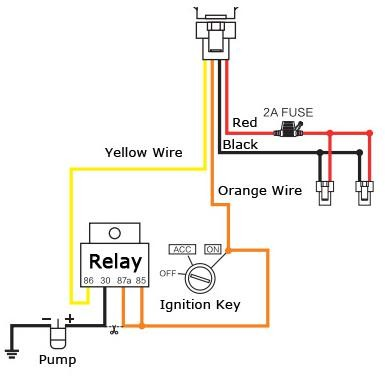 Red
2A FUSE
Black
Yellow Wire
Orange Wire
Relay
86 30 87a 85
ACC ON
OFF
Ignition Key
− +
Pump